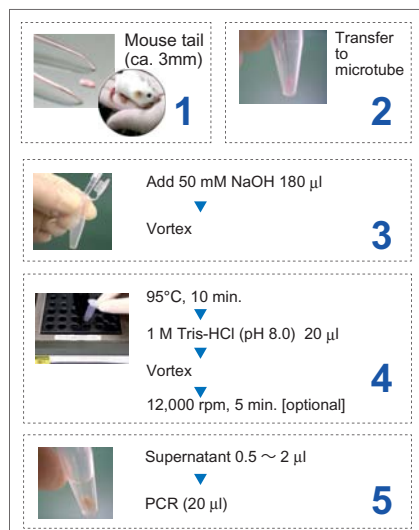 Mouse tail
(ca. 3mm)
1
Transfer
to
microtube
2
Add 50 mM NaOH 180 µl
Vortex
3
95°C, 10 min.
1 M Tris-HCl (pH 8.0) 20 µl
Vortex
12,000 rpm, 5 min. [optional]
4
Supernatant 0.5 ～ 2 µl
PCR (20 µl)
5